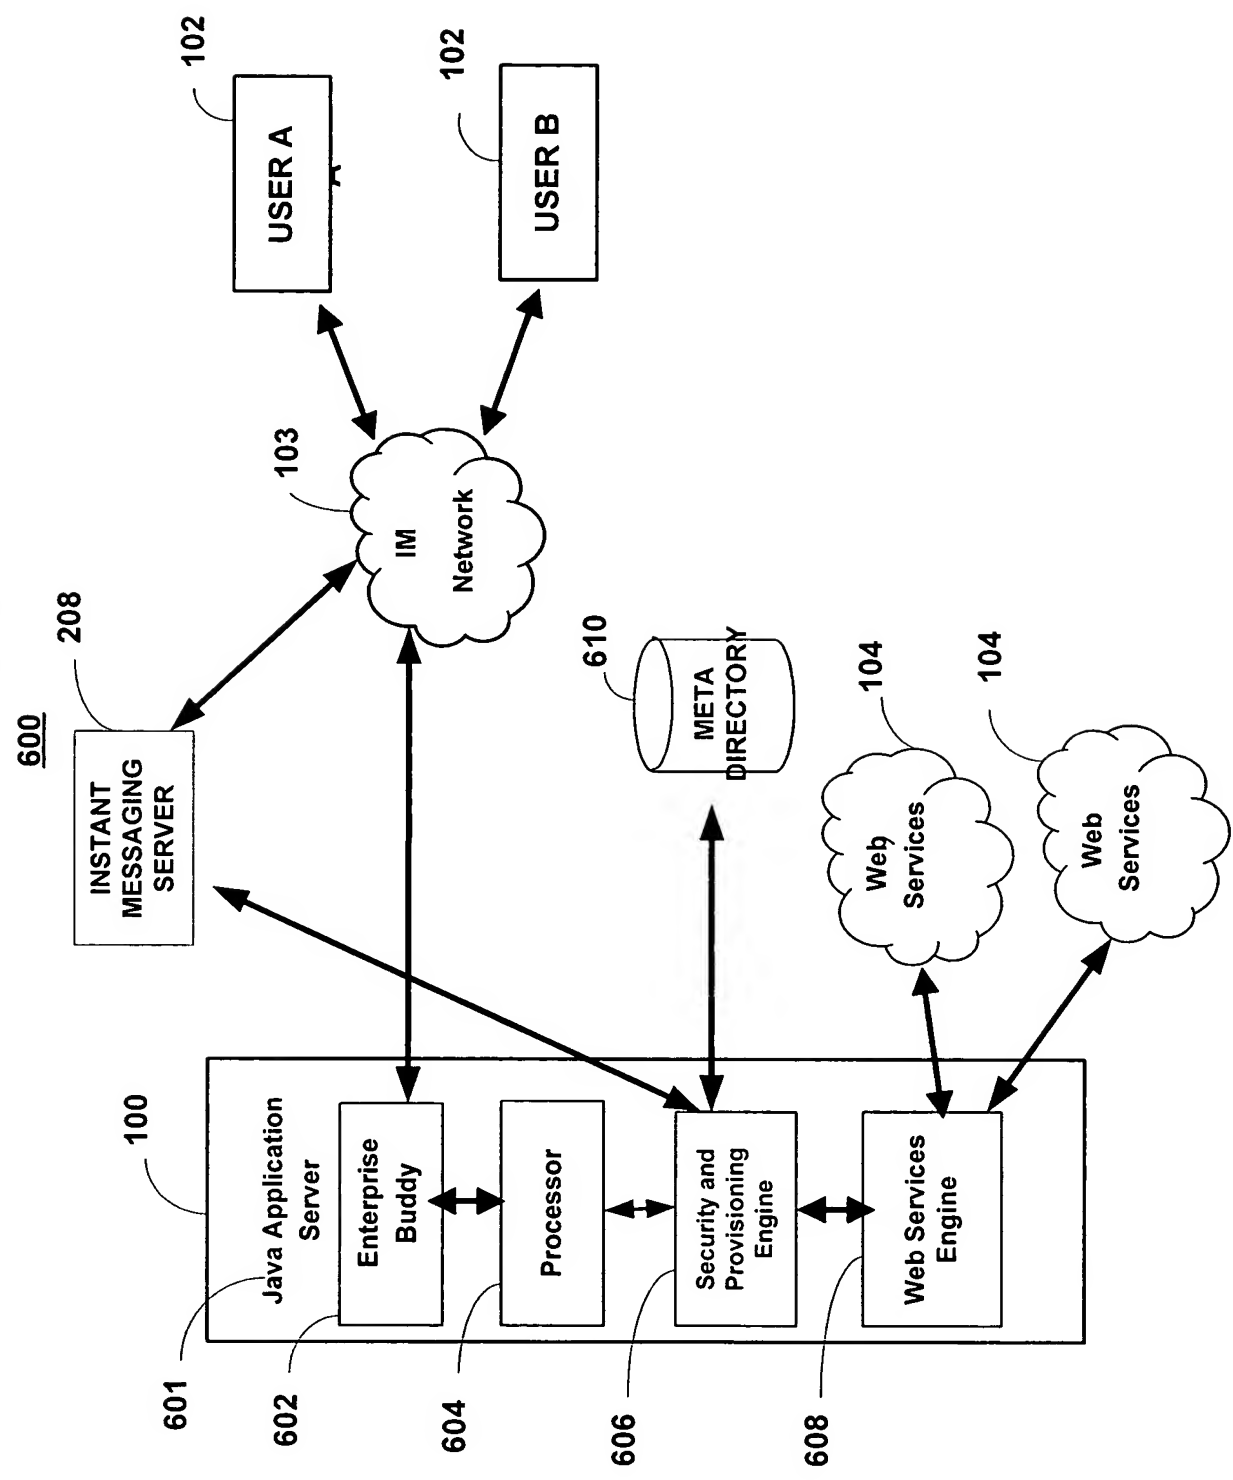 600
100
601
Java Application
Server
602
Enterprise
Buddy
604
Processor
606
Security and
Provisioning
Engine
608
Web Services
Engine
208
INSTANT
MESSAGING
SERVER
103
IM
Network
102
USER A
A
102
USER B
610
META
DIRECTORY
104
Web
Services
104
Web
Services